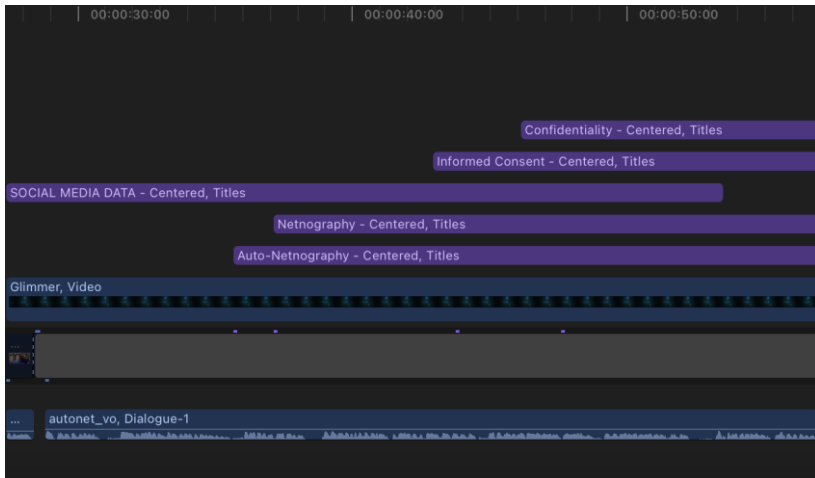 00:00:30:00
00:00:40:00
00:00:50:00
Confidentiality - Centered, Titles
Informed Consent - Centered, Titles
SOCIAL MEDIA DATA - Centered, Titles
Netnography - Centered, Titles
Auto-Netnography - Centered, Titles
Glimmer, Video
...
...
autonet_vo, Dialogue-1